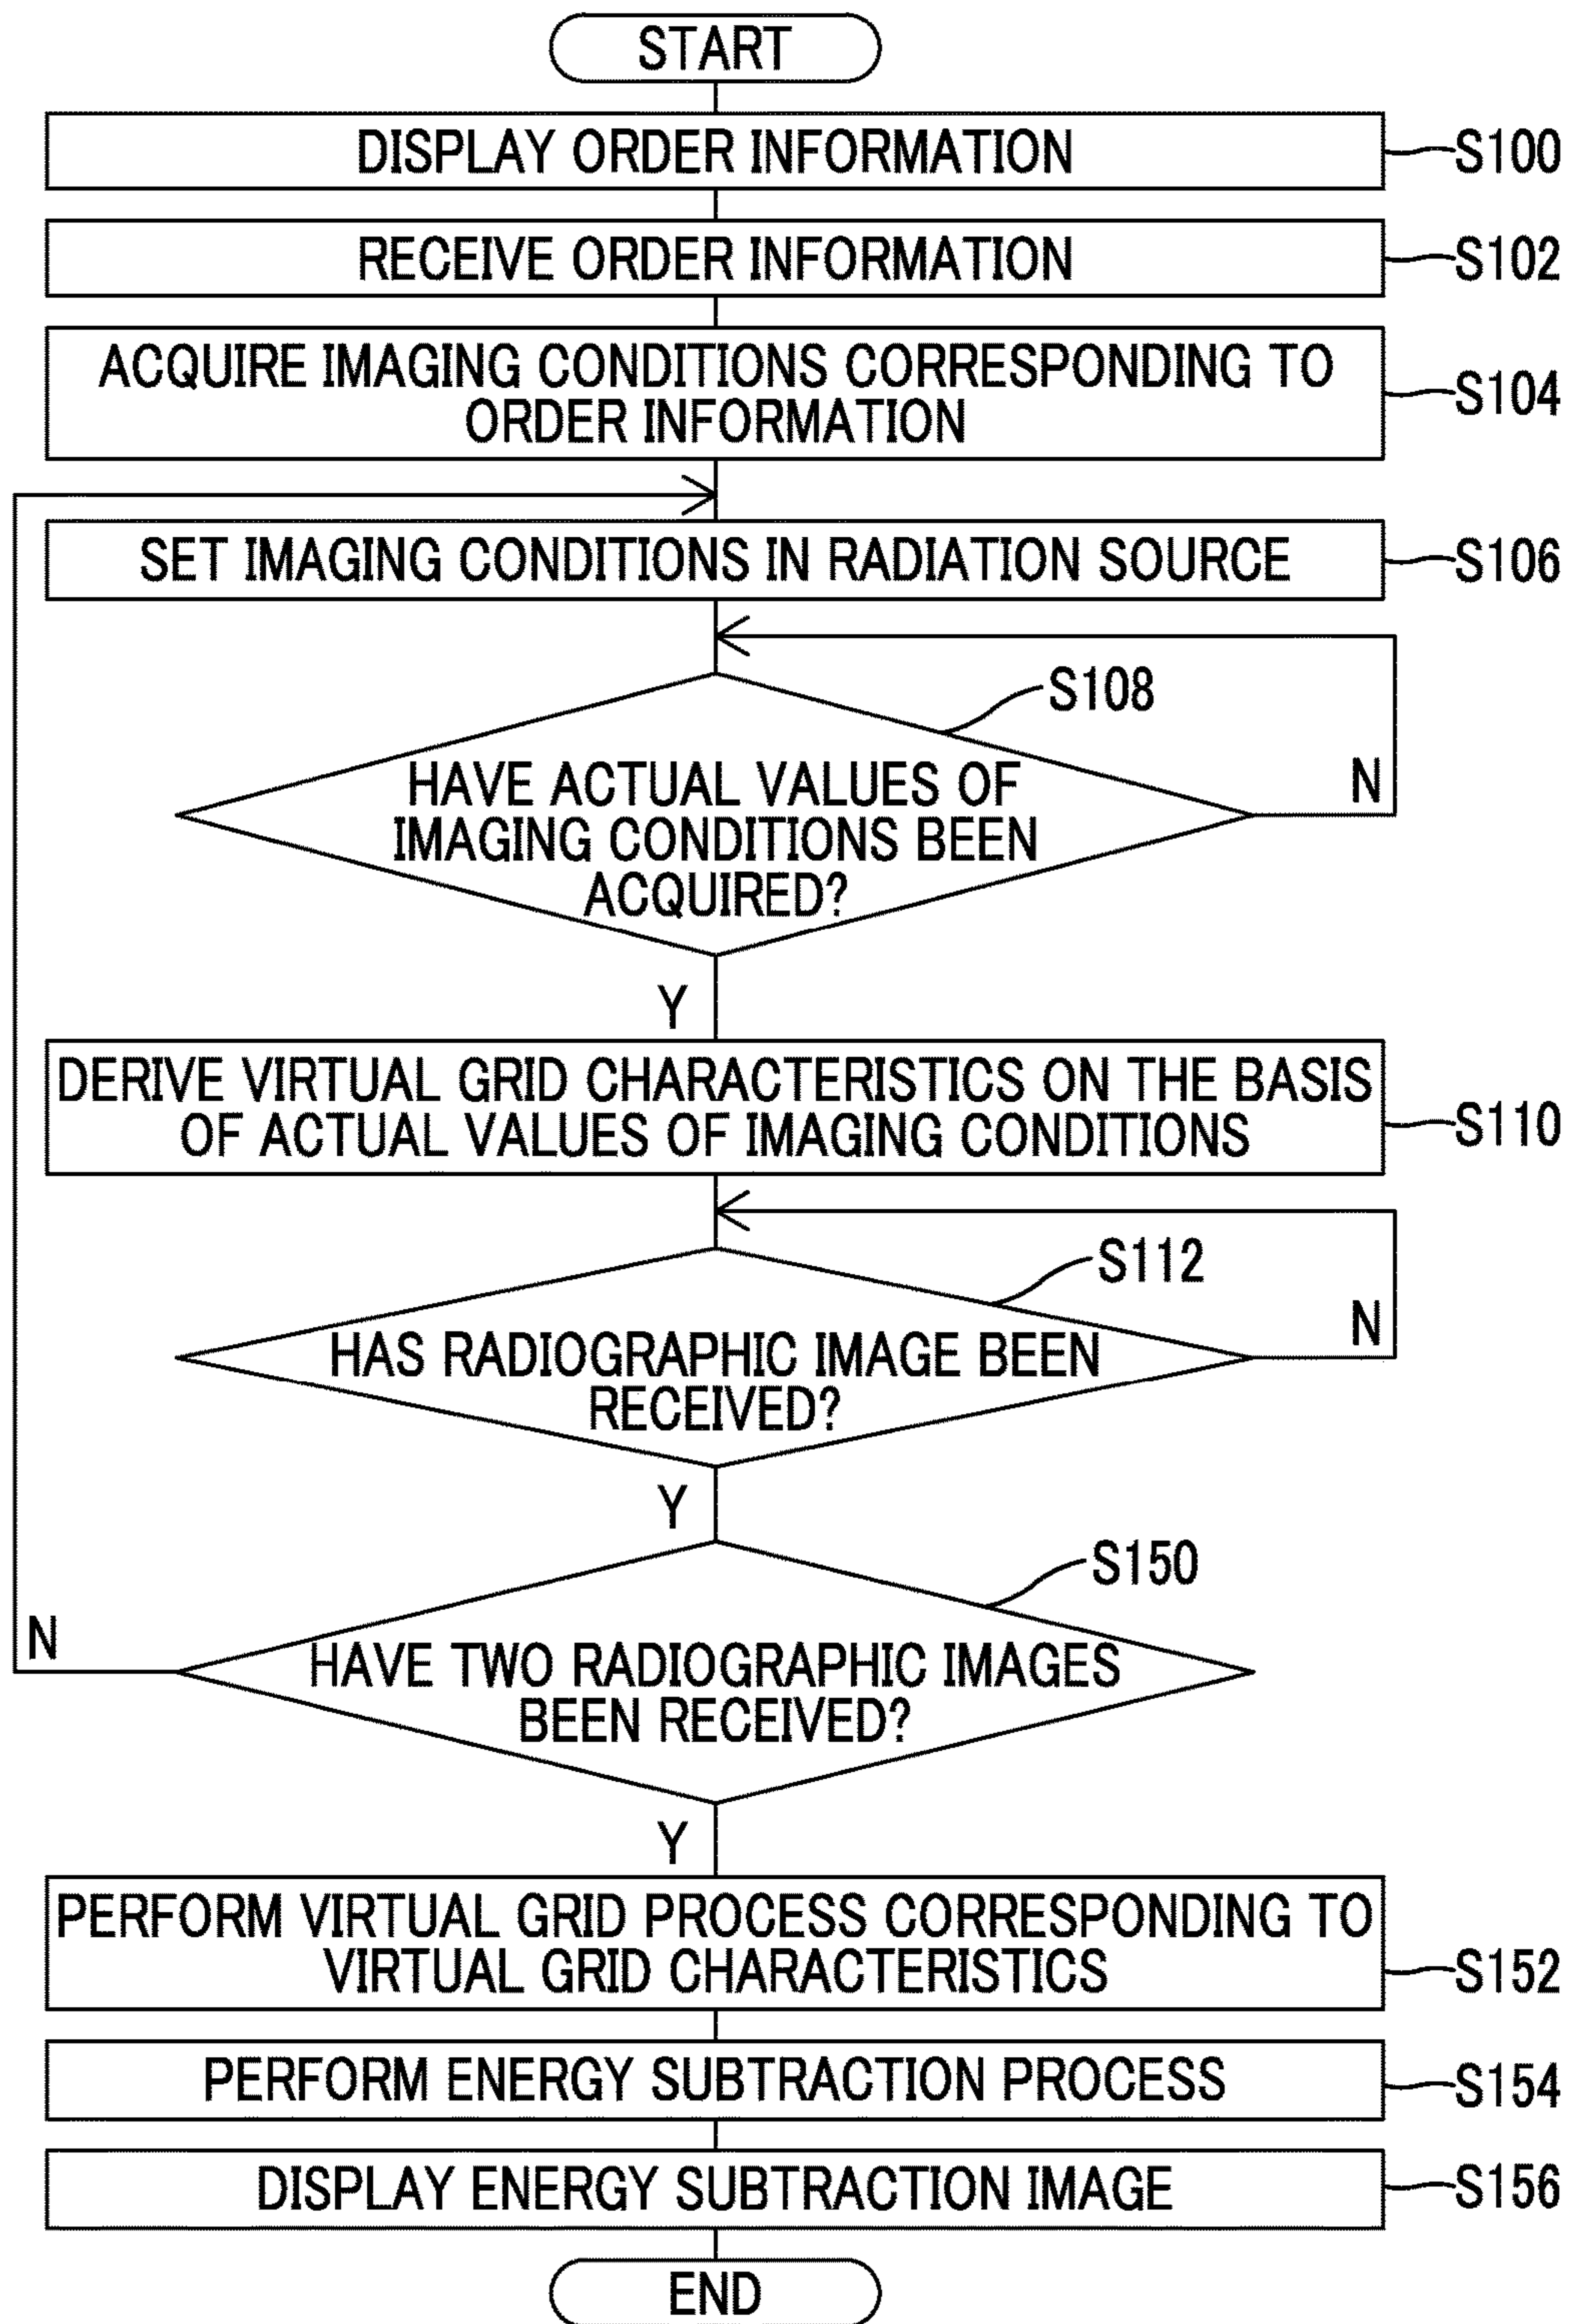 START
DISPLAY ORDER INFORMATION
S100
RECEIVE ORDER INFORMATION
S102
ACQUIRE IMAGING CONDITIONS CORRESPONDING TO
ORDER INFORMATION
S104
SET IMAGING CONDITIONS IN RADIATION SOURCE
S106
S108
HAVE ACTUAL VALUES OF
IMAGING CONDITIONS BEEN
ACQUIRED?
N
Y
DERIVE VIRTUAL GRID CHARACTERISTICS ON THE BASIS
OF ACTUAL VALUES OF IMAGING CONDITIONS
S110
S112
HAS RADIOGRAPHIC IMAGE BEEN
RECEIVED?
N
Y
S150
N
HAVE TWO RADIOGRAPHIC IMAGES
BEEN RECEIVED?
Y
PERFORM VIRTUAL GRID PROCESS CORRESPONDING TO
VIRTUAL GRID CHARACTERISTICS
S152
PERFORM ENERGY SUBTRACTION PROCESS
S154
DISPLAY ENERGY SUBTRACTION IMAGE
S156
END